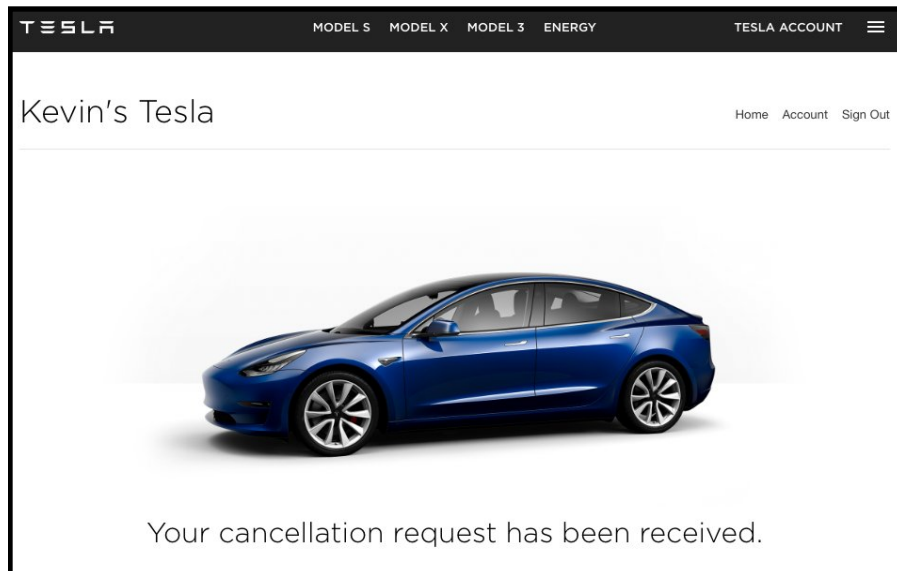 TESLA MODEL S MODEL X MODEL 3 ENERGY TESLA ACCOUNT
Kevin's Tesla Home Account Sign Out
Your cancellation request has been received.